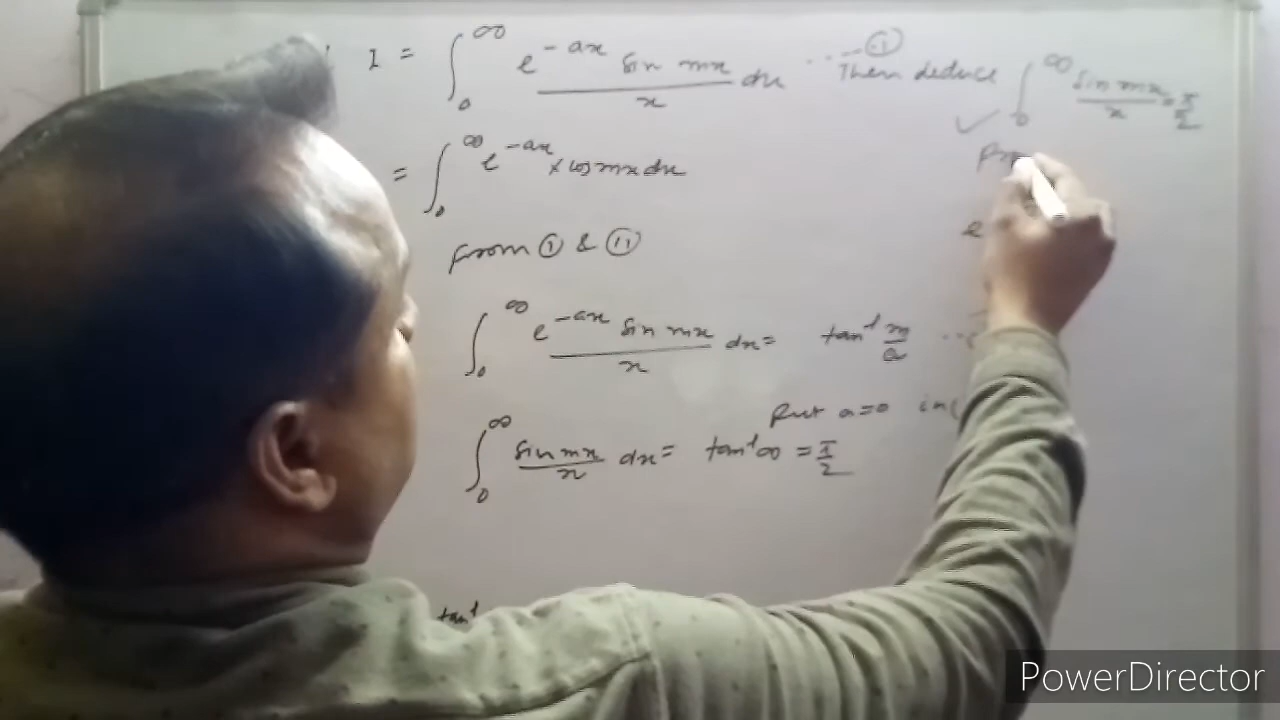 I = ∫₀^∞ e^{-ax} sin mx / x dx ... ① Then deduce ∫₀^∞ sin mx / x = π/2
= ∫₀^∞ e^{-ax} × cos mx dx
from ① & ⑪
∫₀^∞ e^{-ax} sin mx / x dx = tan⁻¹ m/a ..
Put a=0 in
∫₀^∞ sin mx / x dx = tan⁻¹ ∞ = π/2
tan⁻¹
PowerDirector